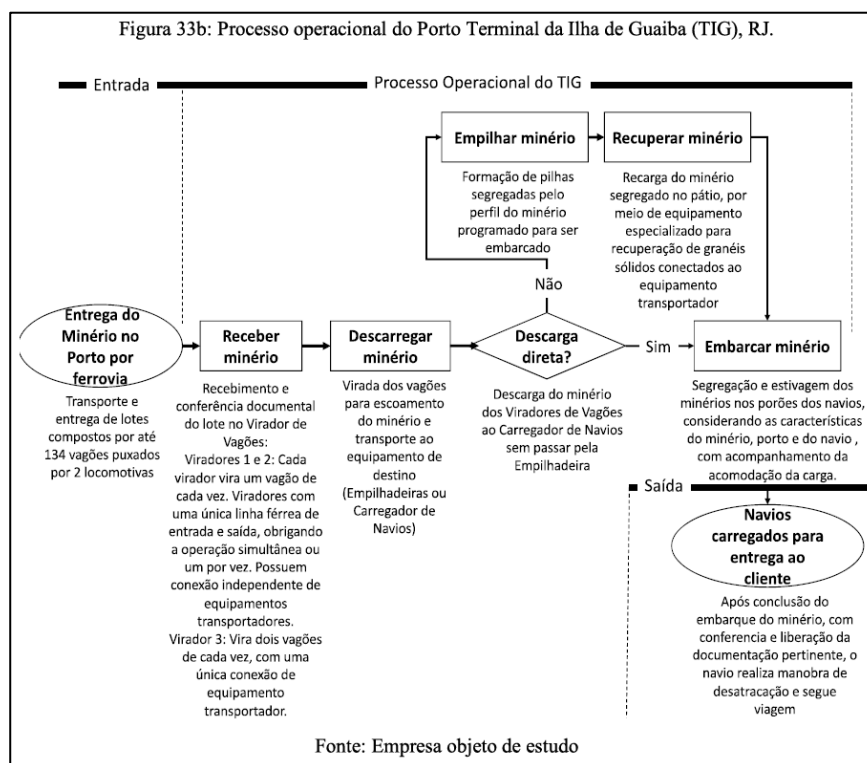 Figura 33b: Processo operacional do Porto Terminal da Ilha de Guaiba (TIG), RJ.
Entrada
Processo Operacional do TIG
Empilhar minério
Formação de pilhas
segregadas pelo
perfil do minério
programado para ser
embarcado
Recuperar minério
Recarga do minério
segregado no pátio, por
meio de equipamento
especializado para
recuperação de granéis
sólidos conectados ao
equipamento
transportador
Entrega do
Minério no
Porto por
ferrovia
Transporte e
entrega de lotes
compostos por até
134 vagões puxados
por 2 locomotivas
Receber
minério
Recebimento e
conferência documental
do lote no Virador de
Vagões:
Viradores 1 e 2: Cada
virador vira um vagão de
cada vez. Viradores com
uma única linha férrea de
entrada e saída, obrigando
a operação simultânea ou
um por vez. Possuem
conexão independente de
equipamentos
transportadores.
Virador 3: Vira dois vagões
de cada vez, com uma
única conexão de
equipamento
transportador.
Descarregar
minério
Virada dos vagões
para escoamento
do minério e
transporte ao
equipamento de
destino
(Empilhadeiras ou
Carregador de
Navios)
Descarga
direta?
Não
Sim
Descarga do minério
dos Viradores de Vagões
ao Carregador de Navios
sem passar pela
Empilhadeira
Embarcar minério
Segregação e estivagem dos
minérios nos porões dos navios,
considerando as características
do minério, porto e do navio ,
com acompanhamento da
acomodação da carga.
Saída
Navios
carregados para
entrega ao
cliente
Após conclusão do
embarque do minério, com
conferencia e liberação da
documentação pertinente, o
navio realiza manobra de
desatracação e segue
viagem
Fonte: Empresa objeto de estudo